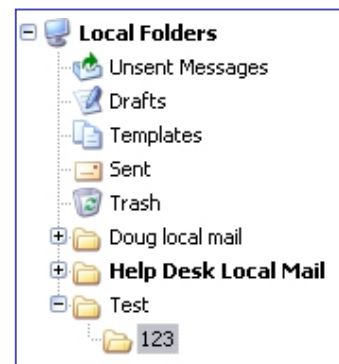 Local Folders
Unsent Messages
Drafts
Templates
Sent
Trash
Doug local mail
Help Desk Local Mail
Test
123